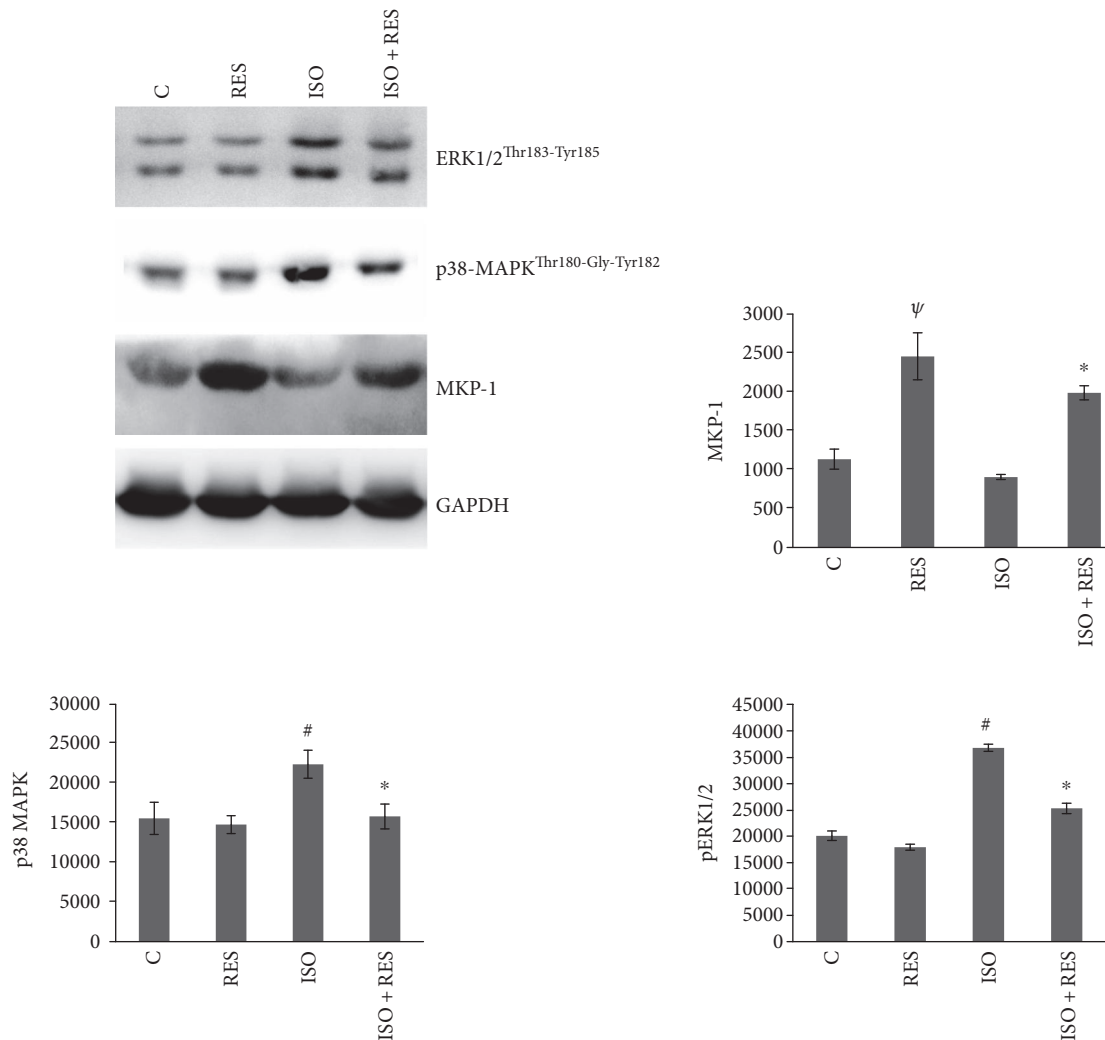 C
RES
ISO
ISO + RES
ERK1/2Thr183-Tyr185
p38-MAPKThr180-Gly-Tyr182
MKP-1
GAPDH
MKP-1
3000
2500
2000
1500
1000
500
0
ψ
*
C
RES
ISO
ISO + RES
p38 MAPK
30000
25000
20000
15000
10000
5000
0
#
*
C
RES
ISO
ISO + RES
pERK1/2
45000
40000
35000
30000
25000
20000
15000
10000
5000
0
#
*
C
RES
ISO
ISO + RES